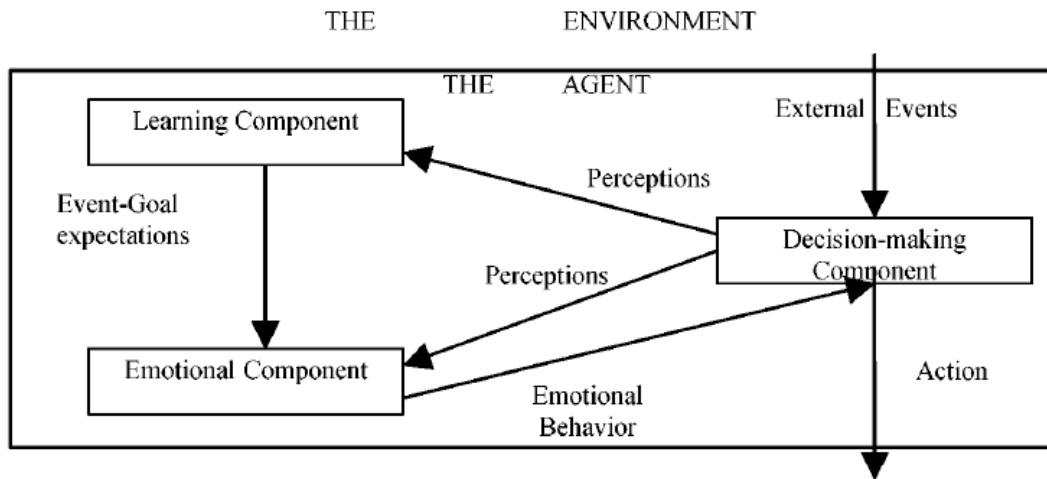 THE ENVIRONMENT
THE AGENT
Learning Component
External Events
Perceptions
Event-Goal
expectations
Decision-making
Component
Perceptions
Emotional Component
Action
Emotional
Behavior